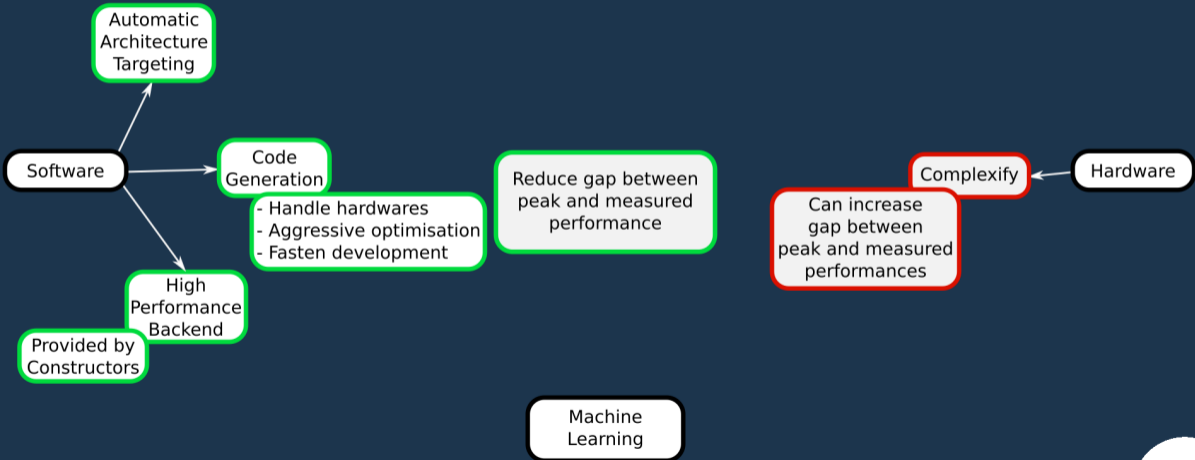 Automatic
Architecture
Targeting
Software
Code
Generation
- Handle hardwares
- Aggressive optimisation
- Fasten development
High
Performance
Backend
Provided by
Constructors
Reduce gap between
peak and measured
performance
Complexify
Hardware
Can increase
gap between
peak and measured
performances
Machine
Learning